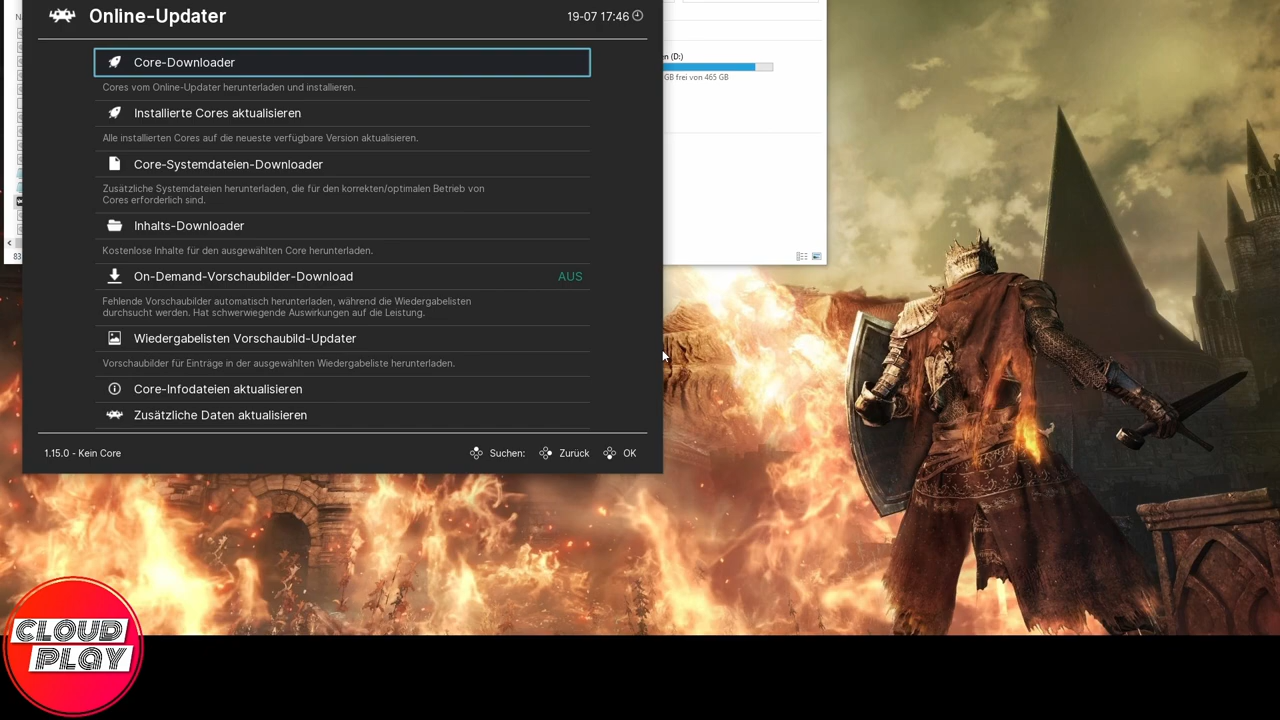 Online-Updater
19-07 17:46
Core-Downloader
Cores vom Online-Updater herunterladen und installieren.
Installierte Cores aktualisieren
Alle installierten Cores auf die neueste verfügbare Version aktualisieren.
Core-Systemdateien-Downloader
Zusätzliche Systemdateien herunterladen, die für den korrekten/optimalen Betrieb von
Cores erforderlich sind.
Inhalts-Downloader
Kostenlose Inhalte für den ausgewählten Core herunterladen.
On-Demand-Vorschaubilder-Download AUS
Fehlende Vorschaubilder automatisch herunterladen, während die Wiedergabelisten
durchsucht werden. Hat schwerwiegende Auswirkungen auf die Leistung.
Wiedergabelisten Vorschaubild-Updater
Vorschaubilder für Einträge in der ausgewählten Wiedergabeliste herunterladen.
Core-Infodateien aktualisieren
Zusätzliche Daten aktualisieren
1.15.0 - Kein Core
Suchen: Zurück OK
(D:)
GB frei von 465 GB
83
CLOUD
PLAY